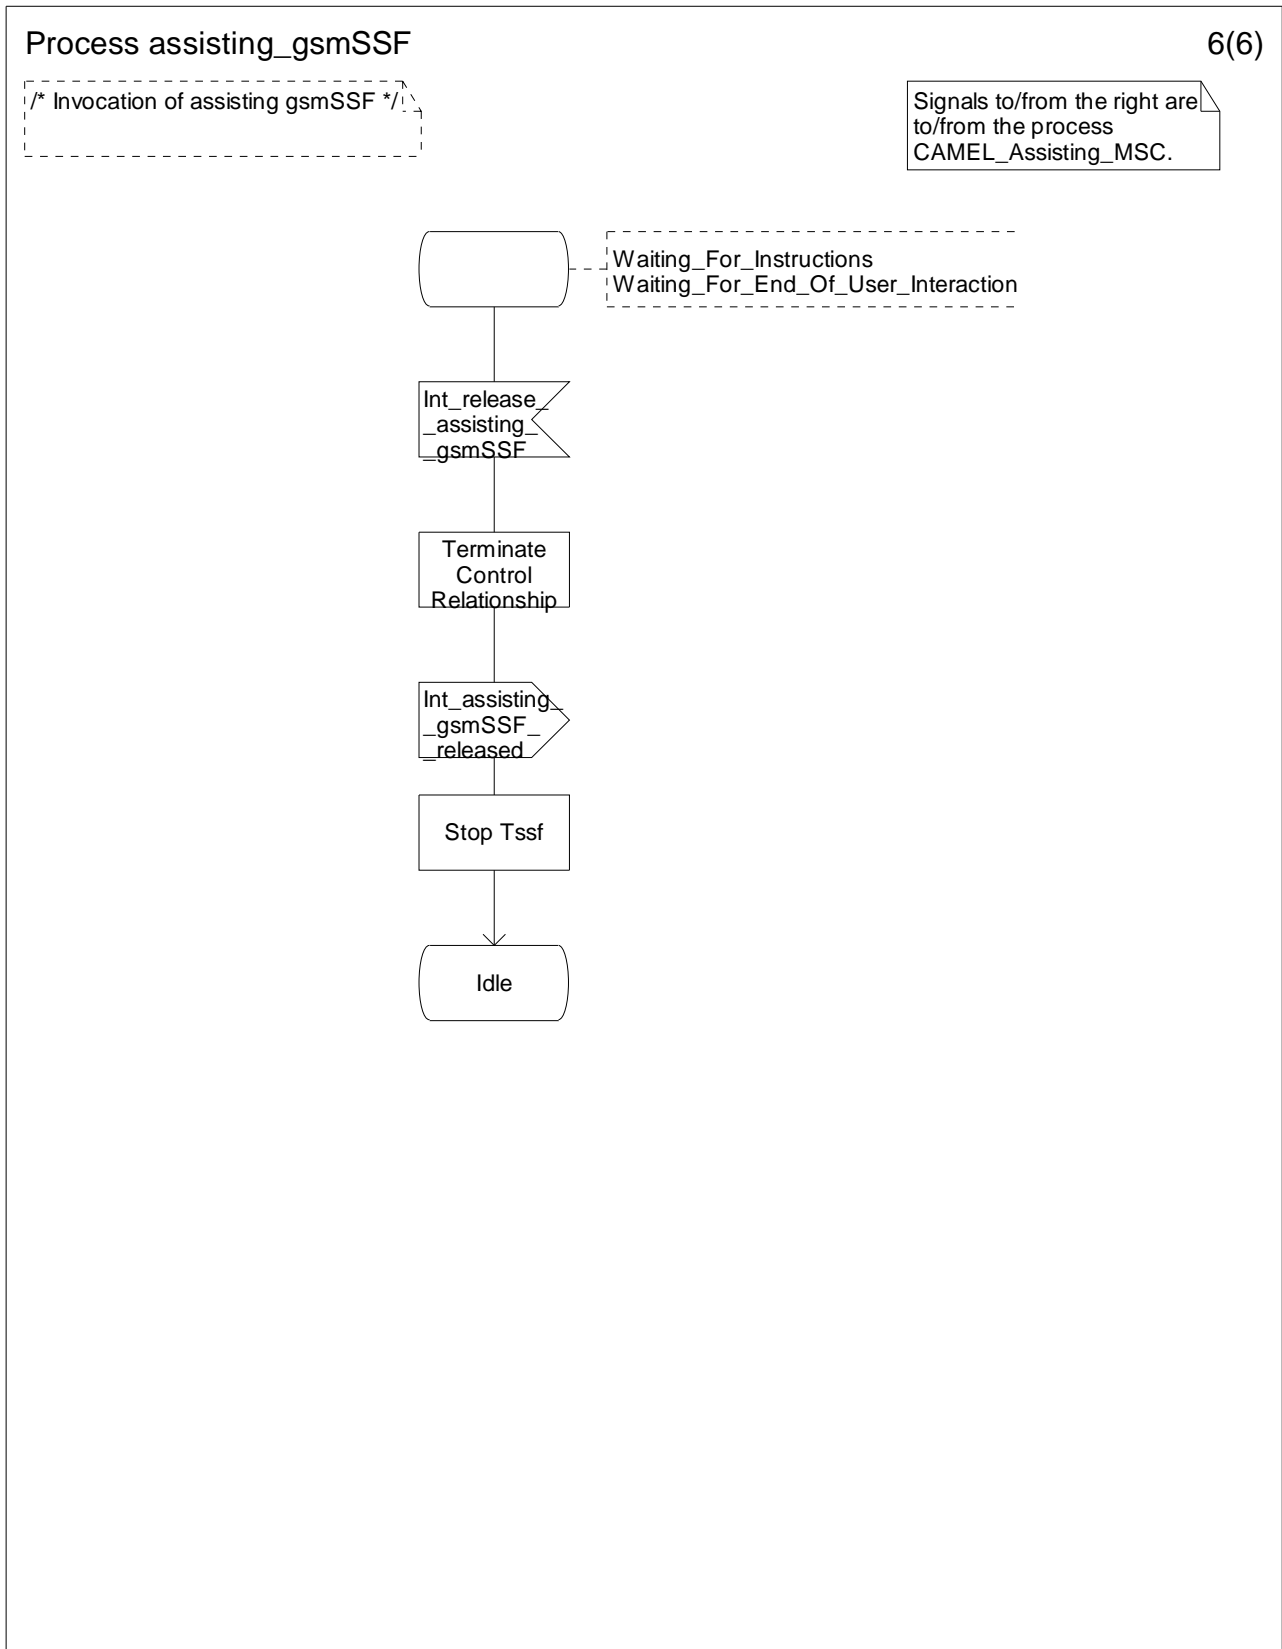 Process assisting_gsmSSF
6(6)
/* Invocation of assisting gsmSSF */
Signals to/from the right are
to/from the process
CAMEL_Assisting_MSC.
Waiting_For_Instructions
Waiting_For_End_Of_User_Interaction
Int_release_
_assisting_
_gsmSSF
Terminate
Control
Relationship
Int_assisting_
_gsmSSF_
_released
Stop Tssf
Idle